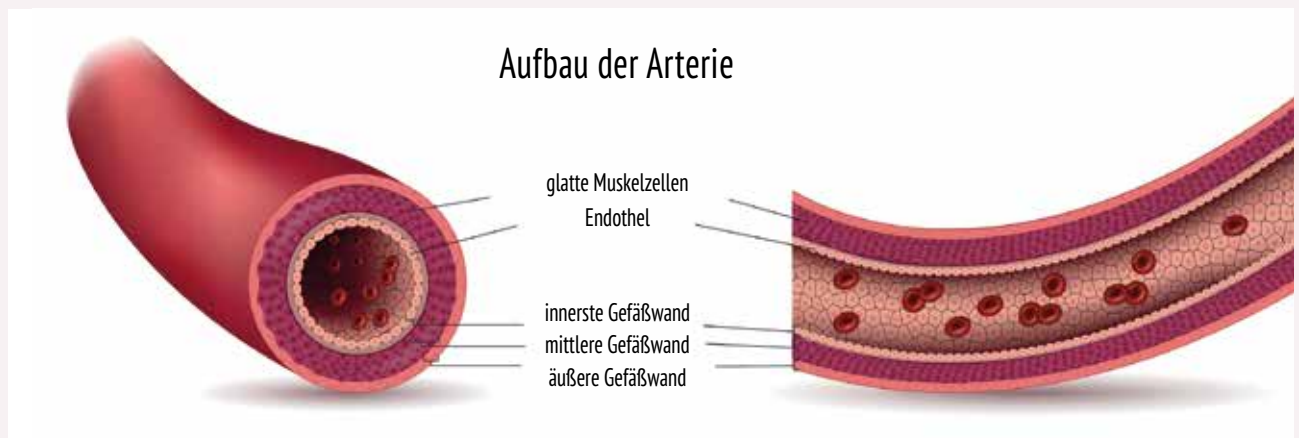 Aufbau der Arterie
glatte Muskelzellen
Endothel
innerste Gefäßwand
mittlere Gefäßwand
äußere Gefäßwand